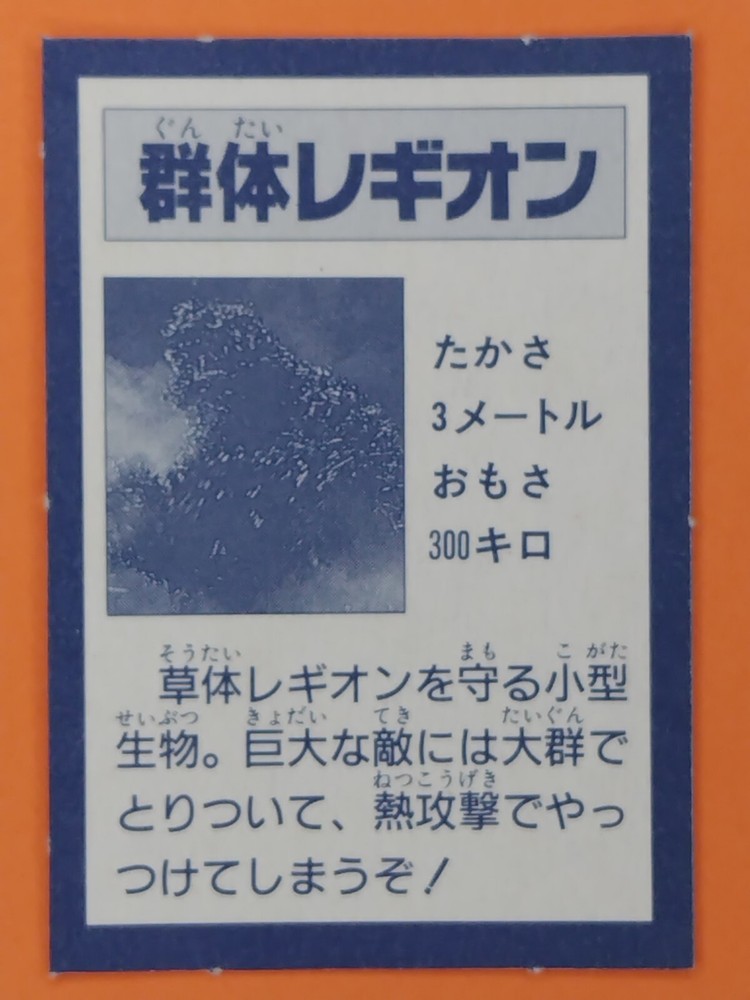 ぐん たい
群体レギオン
たかさ
3メートル
おもさ
300キロ
そうたい まも こ がた
草体レギオンを守る小型
せいぶつ きょだい てき たいぐん
生物。巨大な敵には大群で
ねつこうげき
とりついて、熱攻撃でやっ
つけてしまうぞ！